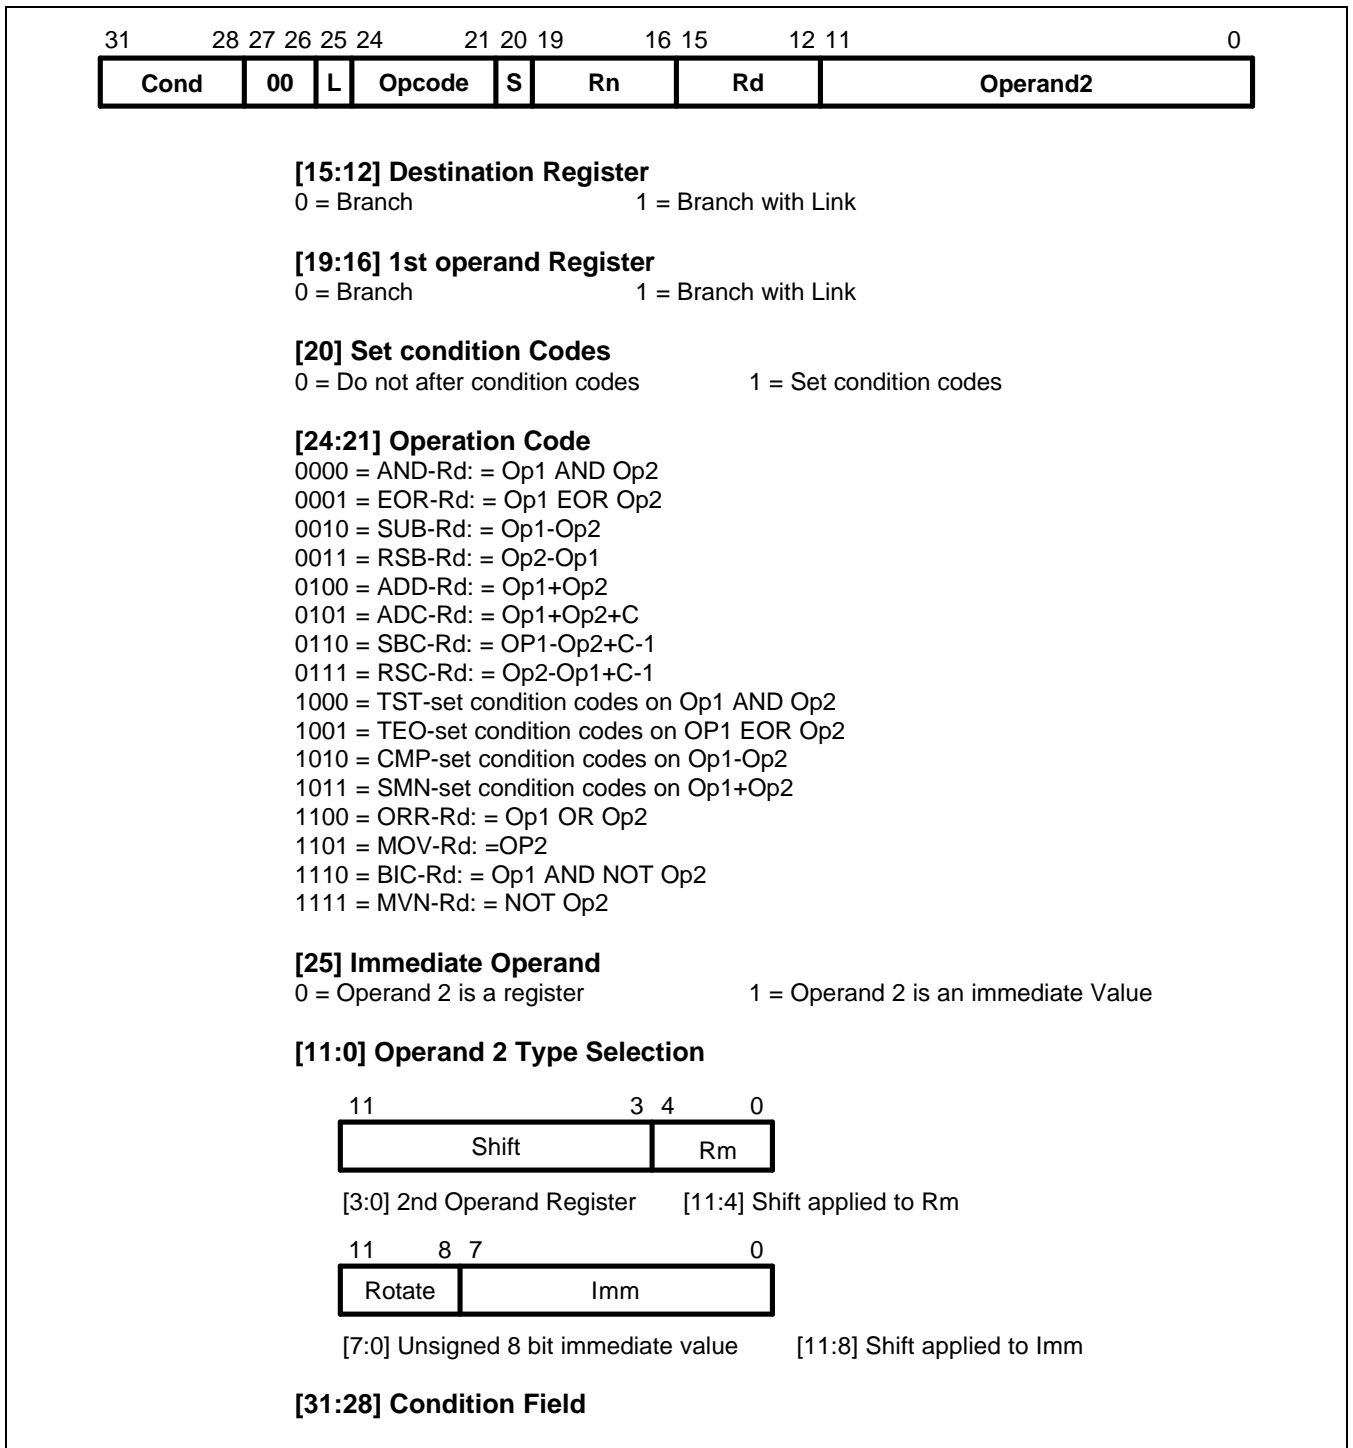 31 28 27 26 25 24 21 20 19 16 15 12 11 0
Cond 00 L Opcode S Rn Rd Operand2
[15:12] Destination Register
0 = Branch 1 = Branch with Link
[19:16] 1st operand Register
0 = Branch 1 = Branch with Link
[20] Set condition Codes
0 = Do not after condition codes 1 = Set condition codes
[24:21] Operation Code
0000 = AND-Rd: = Op1 AND Op2
0001 = EOR-Rd: = Op1 EOR Op2
0010 = SUB-Rd: = Op1-Op2
0011 = RSB-Rd: = Op2-Op1
0100 = ADD-Rd: = Op1+Op2
0101 = ADC-Rd: = Op1+Op2+C
0110 = SBC-Rd: = OP1-Op2+C-1
0111 = RSC-Rd: = Op2-Op1+C-1
1000 = TST-set condition codes on Op1 AND Op2
1001 = TEO-set condition codes on OP1 EOR Op2
1010 = CMP-set condition codes on Op1-Op2
1011 = SMN-set condition codes on Op1+Op2
1100 = ORR-Rd: = Op1 OR Op2
1101 = MOV-Rd: =OP2
1110 = BIC-Rd: = Op1 AND NOT Op2
1111 = MVN-Rd: = NOT Op2
[25] Immediate Operand
0 = Operand 2 is a register 1 = Operand 2 is an immediate Value
[11:0] Operand 2 Type Selection
11 3 4 0
Shift Rm
[3:0] 2nd Operand Register [11:4] Shift applied to Rm
11 8 7 0
Rotate Imm
[7:0] Unsigned 8 bit immediate value [11:8] Shift applied to Imm
[31:28] Condition Field